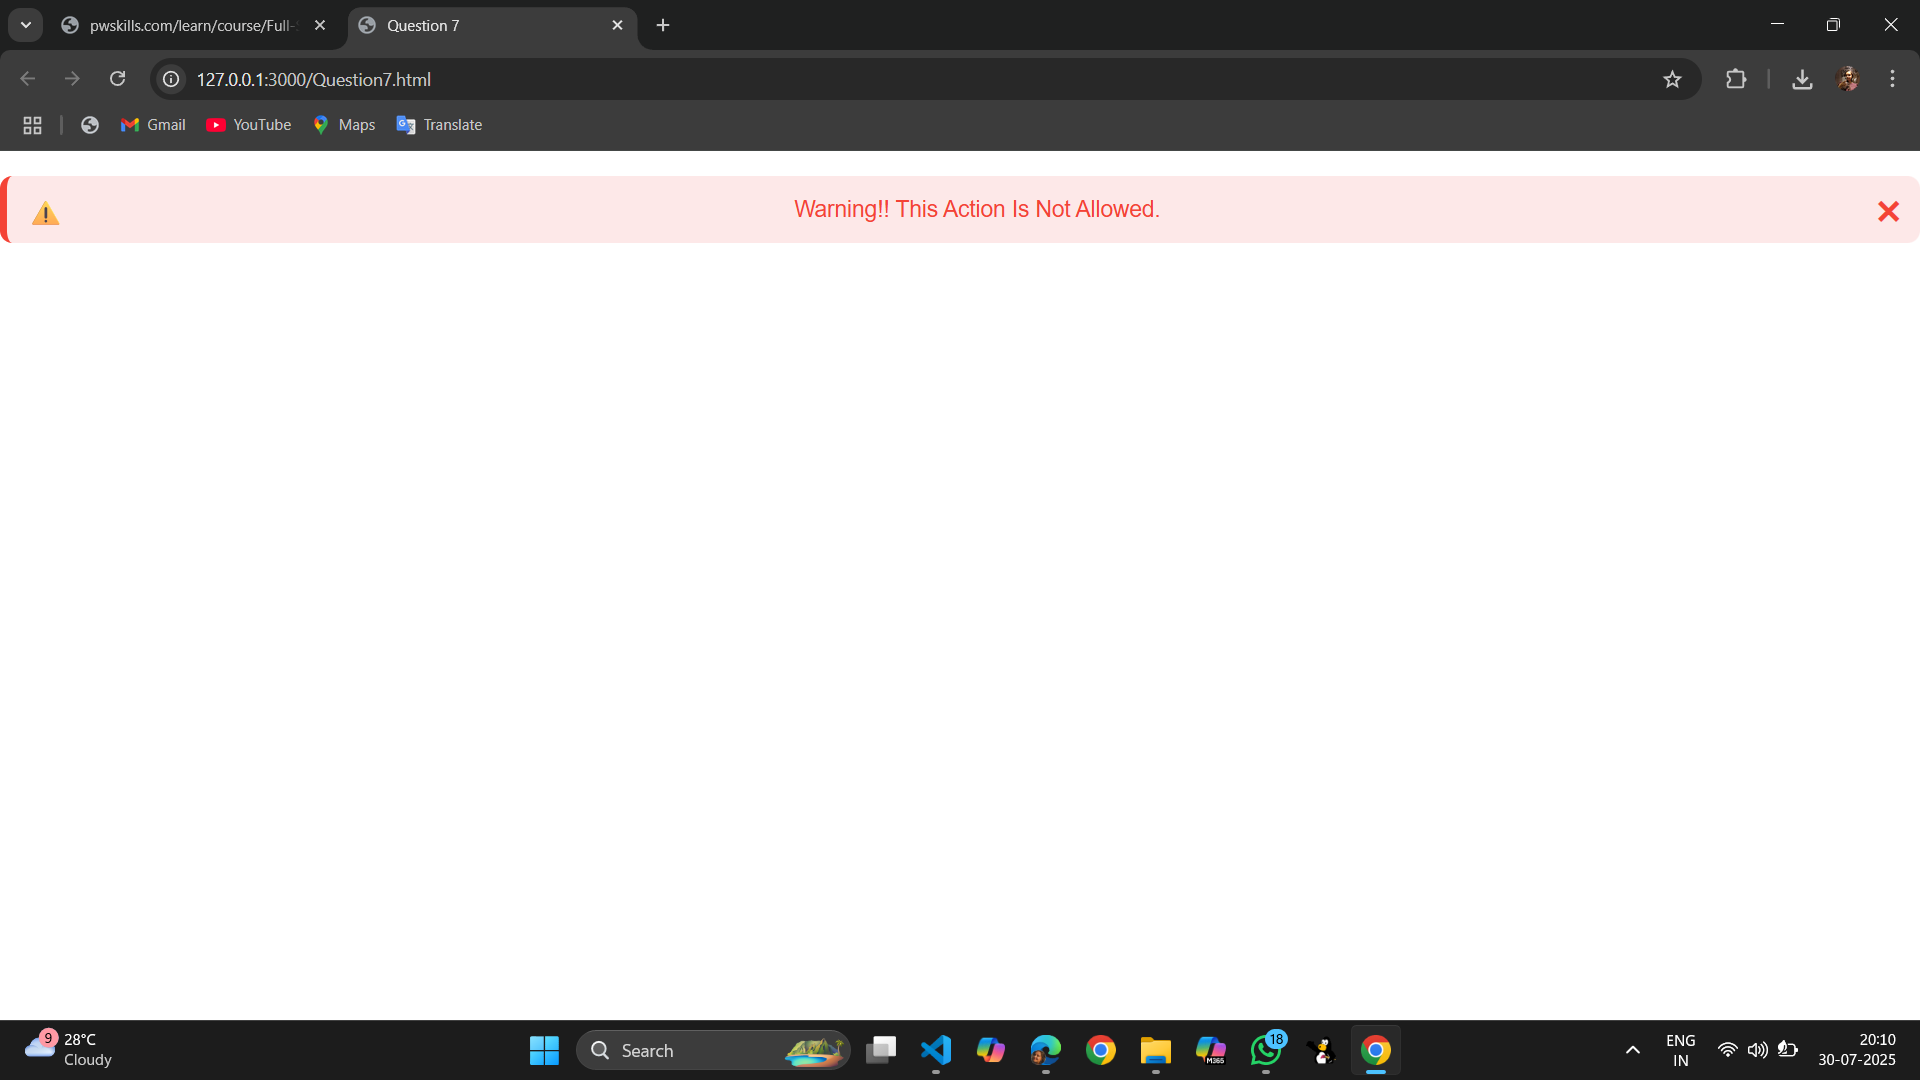 pwskills.com/learn/course/Full-
Question 7
127.0.0.1:3000/Question7.html
Gmail
YouTube
Maps
Translate
Warning!! This Action Is Not Allowed.
9
28°C
Cloudy
Search
M365
18
ENG
IN
20:10
30-07-2025